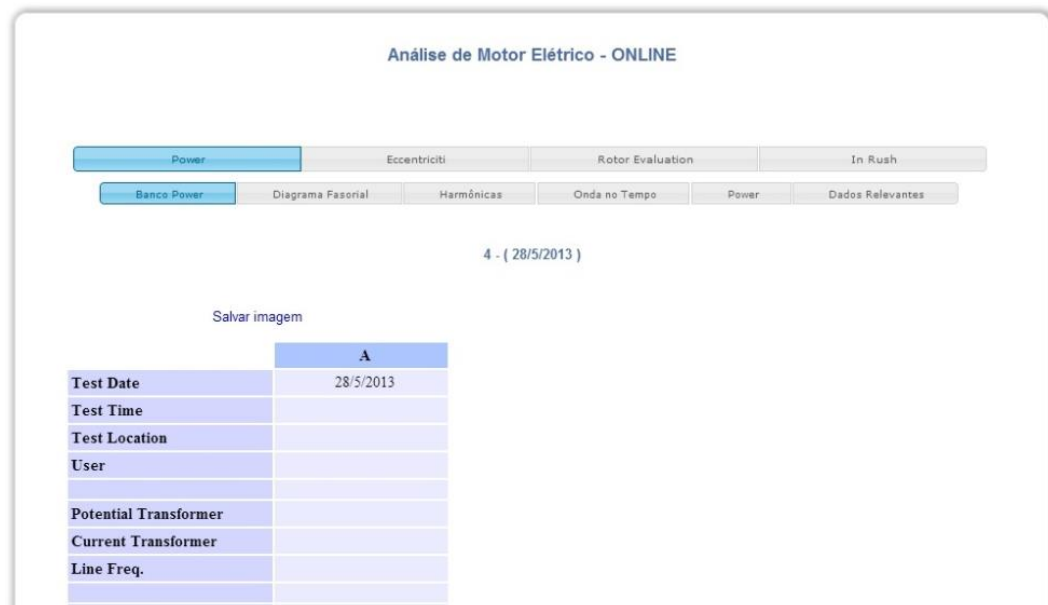 Análise de Motor Elétrico - ONLINE
Power Eccentriciti Rotor Evaluation In Rush
Banco Power Diagrama Fasorial Harmônicas Onda no Tempo Power Dados Relevantes
4 - ( 28/5/2013 )
Salvar imagem
A
Test Date 28/5/2013
Test Time
Test Location
User
Potential Transformer
Current Transformer
Line Freq.